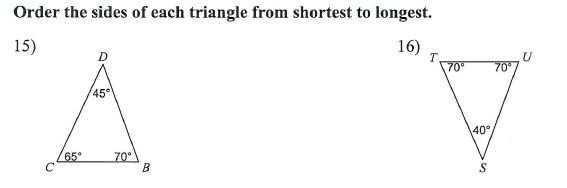 Order the sides of each triangle from shortest to longest.
15)
D
45°
65°
70°
C
B
16)
T
U
70°
70°
40°
S